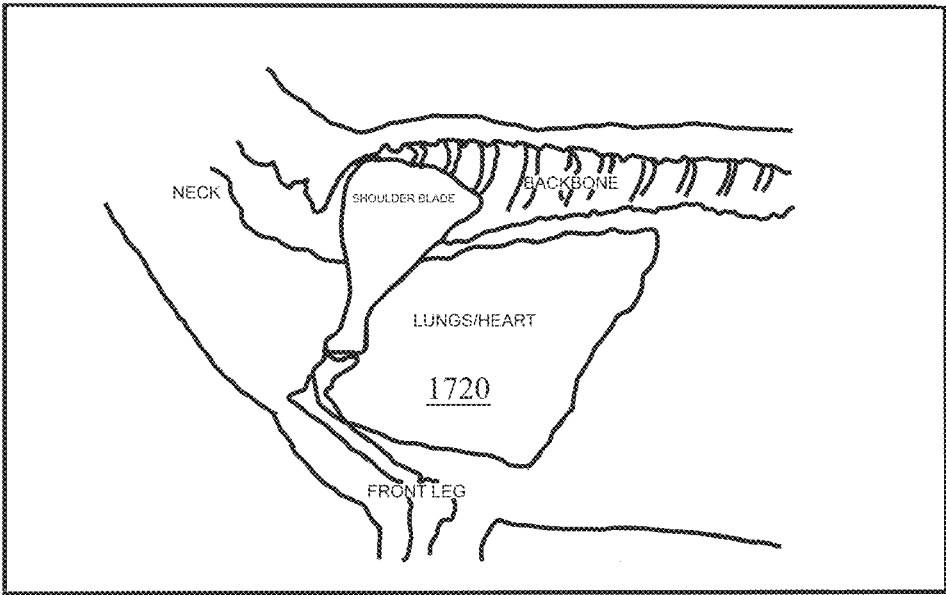 BACKBONE
NECK
SHOULDER BLADE
LUNGS/HEART
1720
FRONT LEG